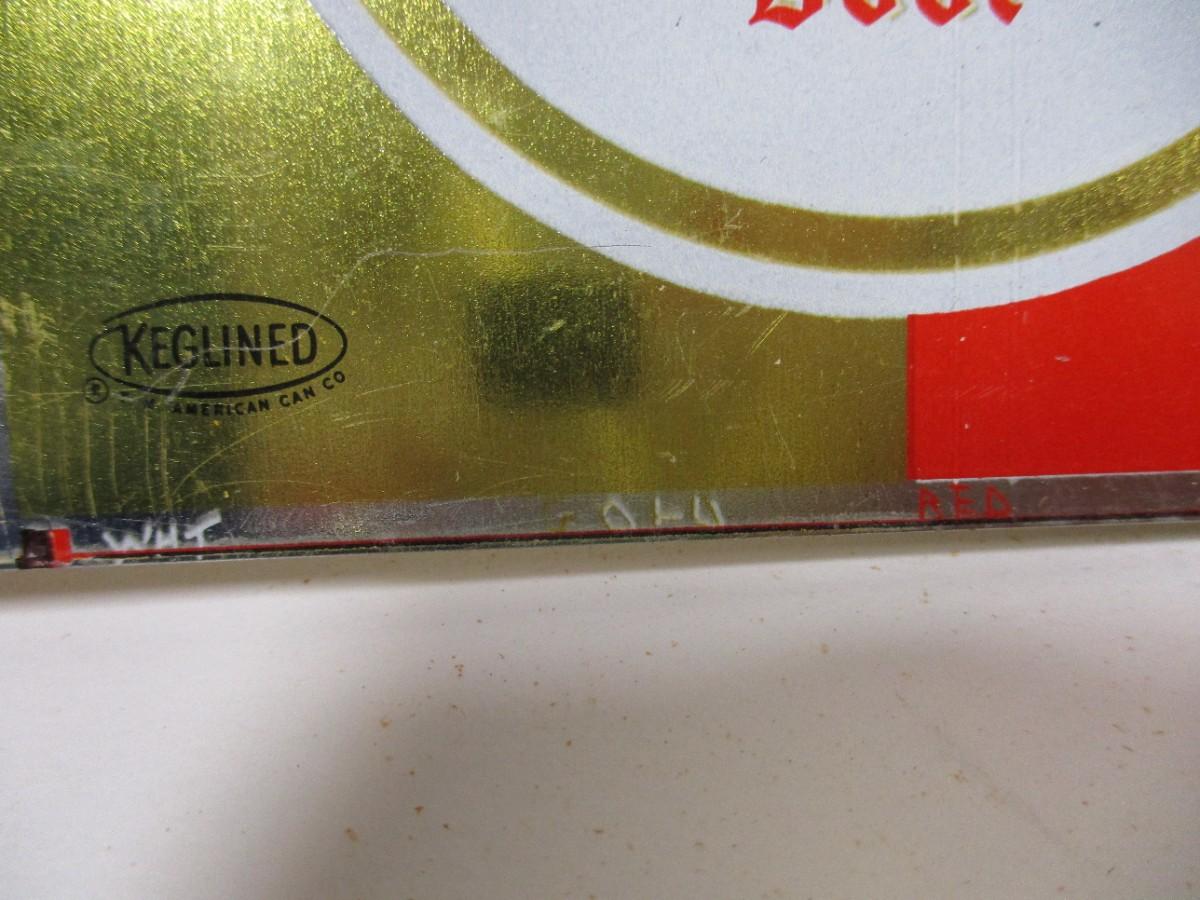 KEGLINED
® T.M. AMERICAN CAN CO
WHT
RED